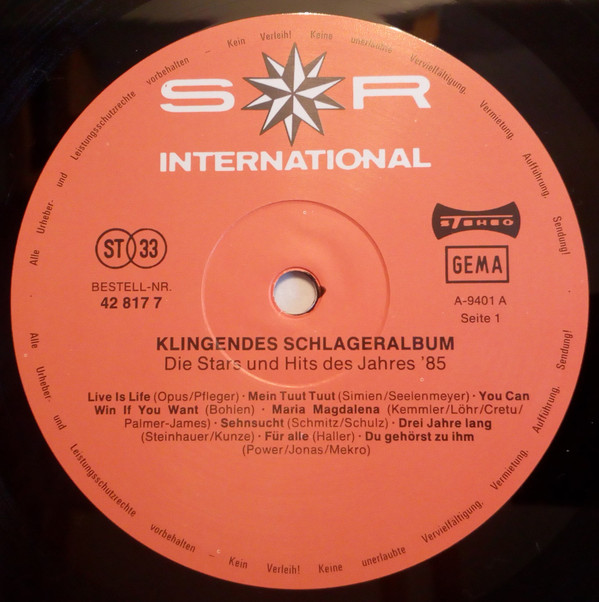 Alle Urheber- und Leistungsschutzrechte vorbehalten Kein Verleih! Keine unerlaubte Vervielfältigung, Vermietung, Aufführung, Sendung!
S R
INTERNATIONAL
STEREO
ST 33
GEMA
BESTELL-NR.
42 817 7
A-9401 A
Seite 1
KLINGENDES SCHLAGERALBUM
Die Stars und Hits des Jahres '85
Live Is Life (Opus/Pfleger) · Mein Tuut Tuut (Simien/Seelenmeyer) · You Can
Win If You Want (Bohlen) · Maria Magdalena (Kemmler/Löhr/Cretu/
Palmer-James) · Sehnsucht (Schmitz/Schulz) · Drei Jahre lang
(Steinhauer/Kunze) · Für alle (Haller) · Du gehörst zu ihm
(Power/Jonas/Mekro)
Alle Urheber- und Leistungsschutzrechte vorbehalten - Kein Verleih! Keine unerlaubte Vervielfältigung, Vermietung, Aufführung, Sendung!